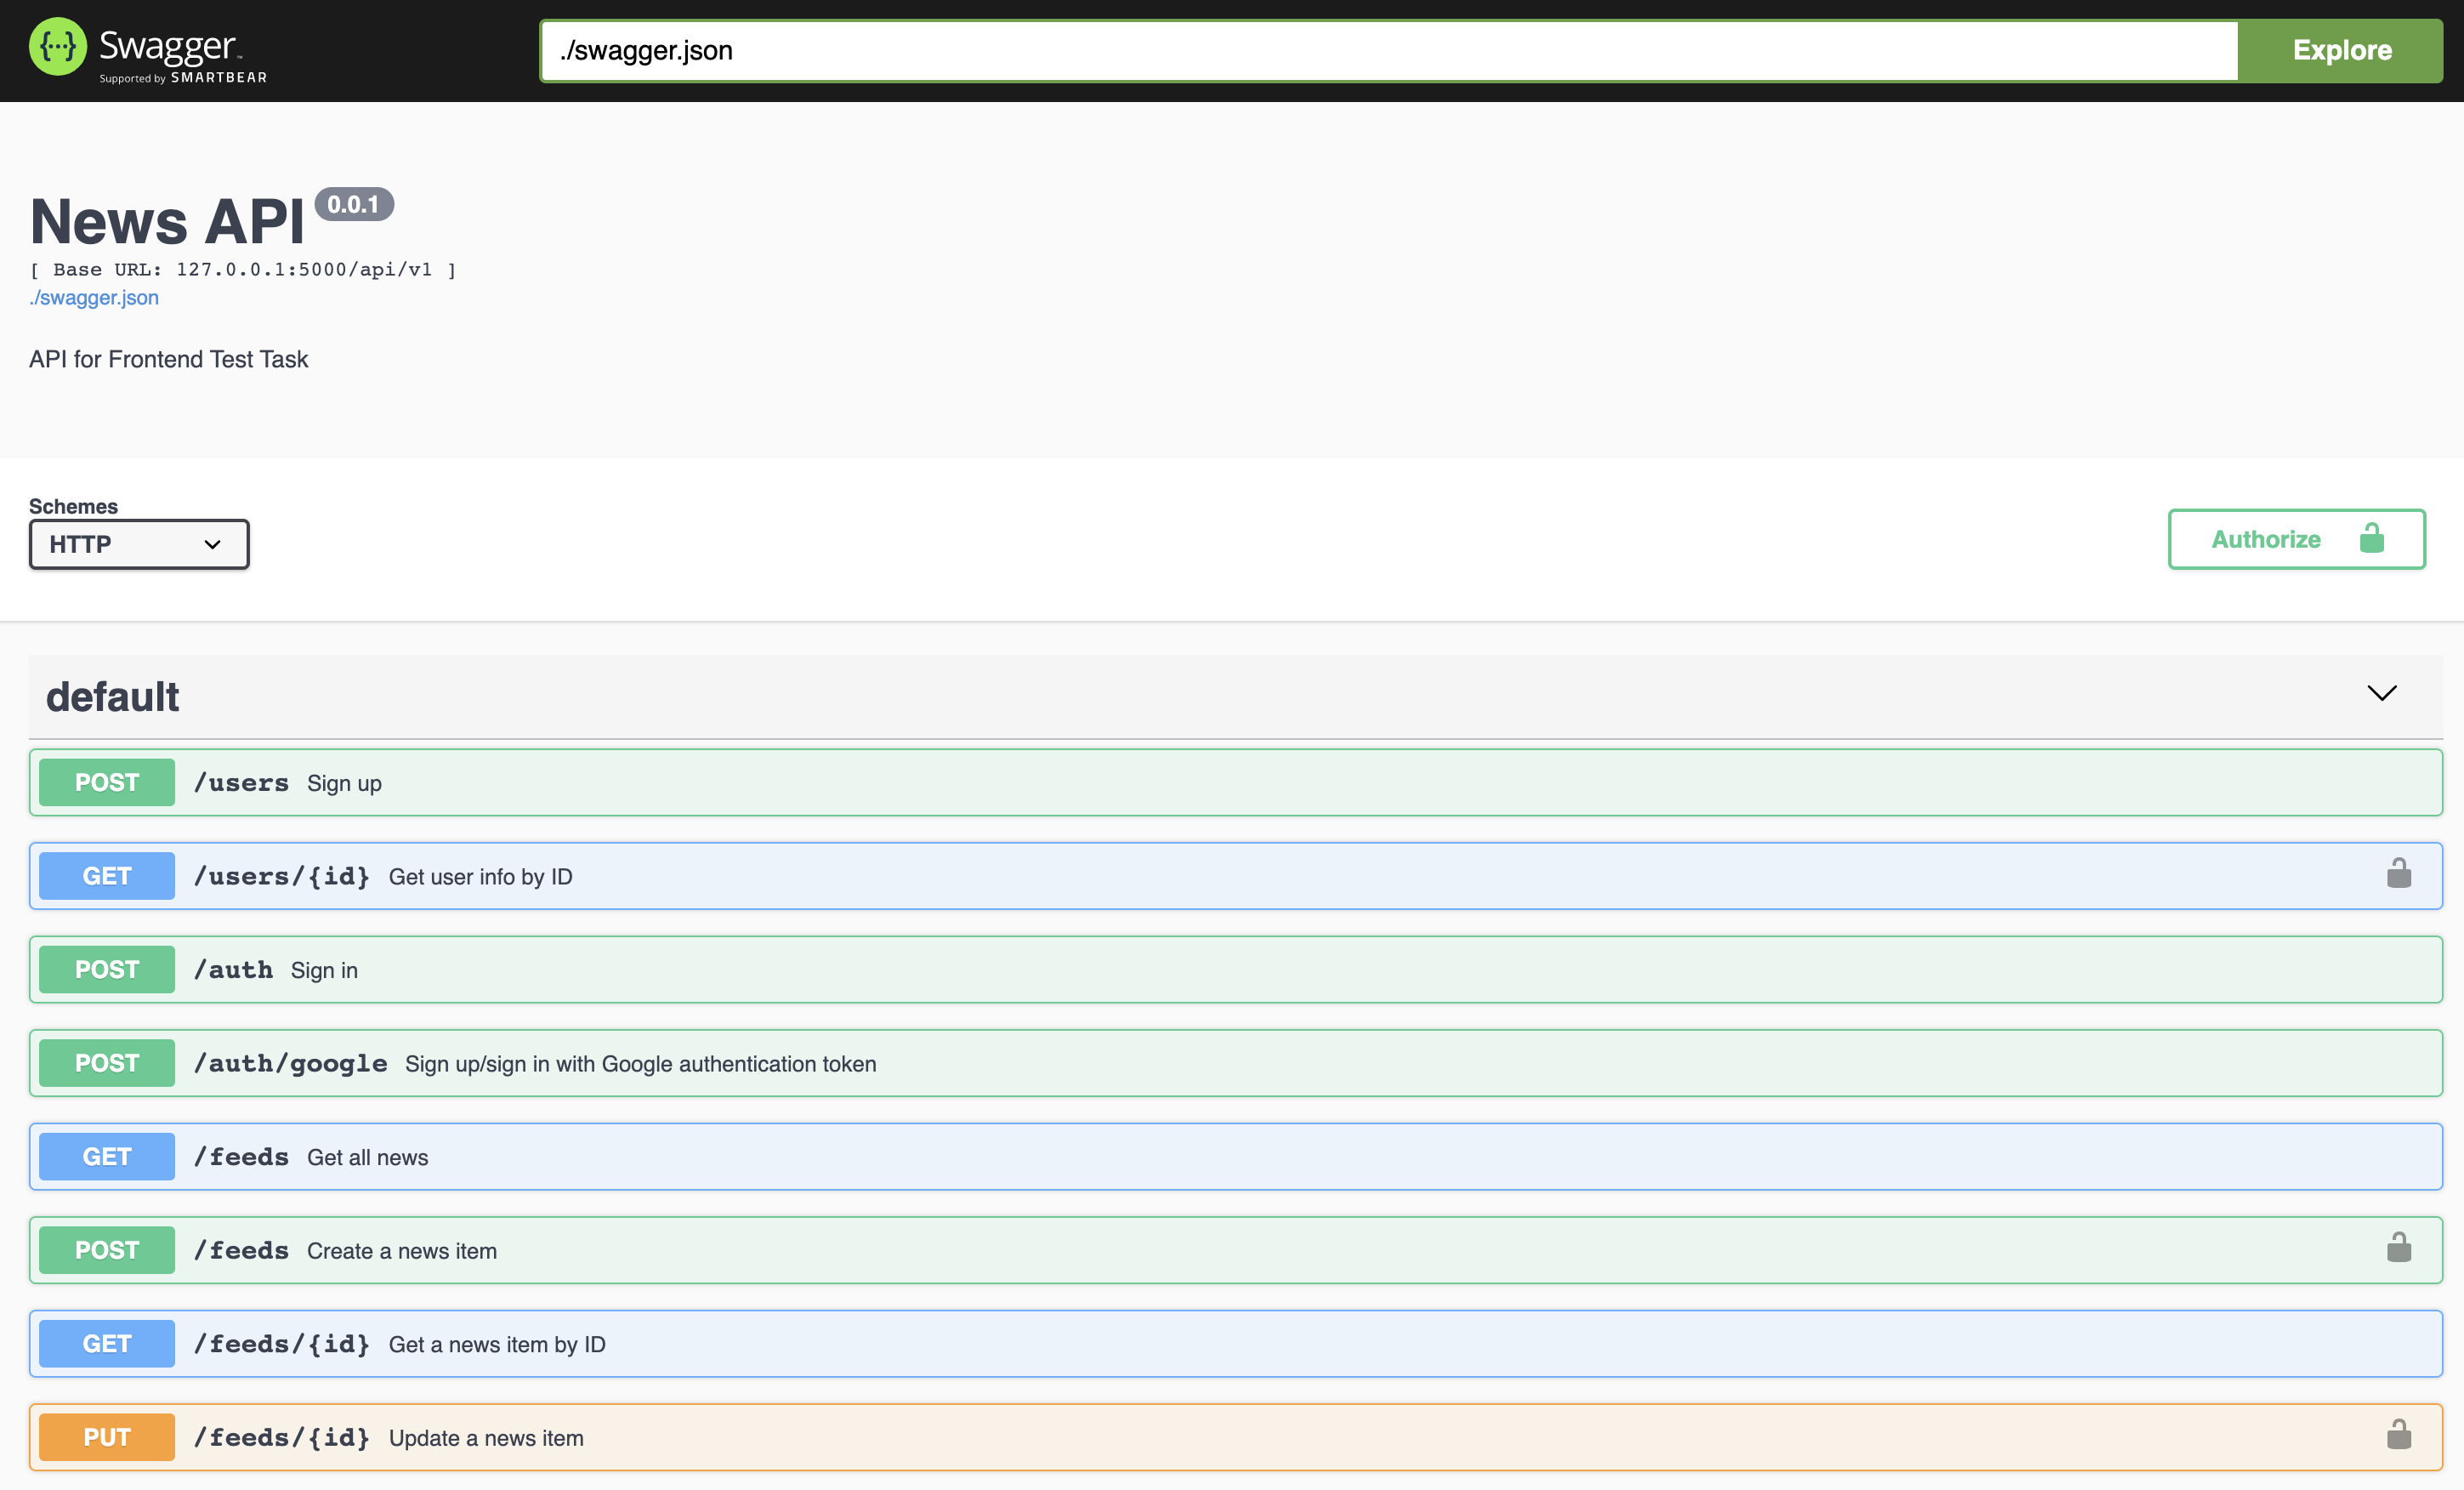 {···} Swagger™
Supported by SMARTBEAR
./swagger.json
Explore
News API 0.0.1
[ Base URL: 127.0.0.1:5000/api/v1 ]
./swagger.json
API for Frontend Test Task
Schemes
HTTP
Authorize
default
POST /users Sign up
GET /users/{id} Get user info by ID
POST /auth Sign in
POST /auth/google Sign up/sign in with Google authentication token
GET /feeds Get all news
POST /feeds Create a news item
GET /feeds/{id} Get a news item by ID
PUT /feeds/{id} Update a news item